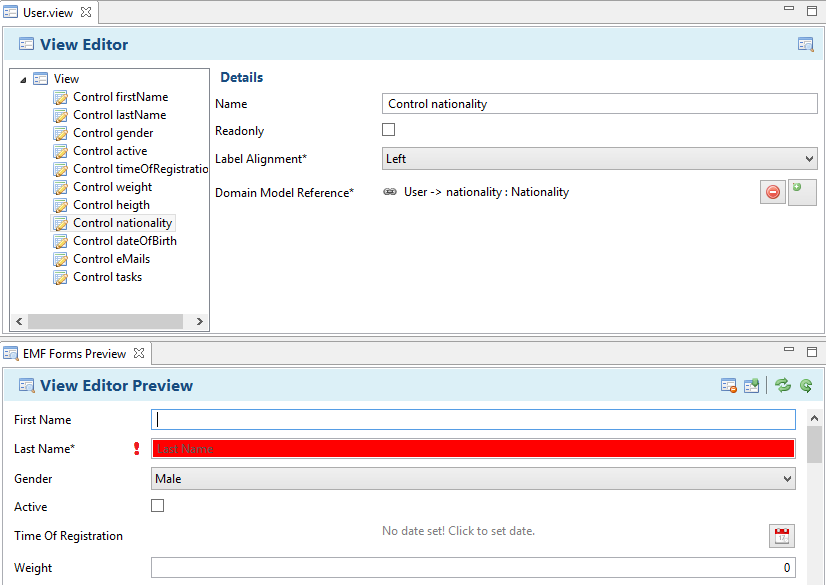 User.view
View Editor
View
Control firstName
Control lastName
Control gender
Control active
Control timeOfRegistratio
Control weight
Control heigth
Control nationality
Control dateOfBirth
Control eMails
Control tasks
Details
Name Control nationality
Readonly
Label Alignment* Left
Domain Model Reference* User -> nationality : Nationality
EMF Forms Preview
View Editor Preview
First Name
Last Name* ! Last Name
Gender Male
Active
Time Of Registration No date set! Click to set date.
Weight 0